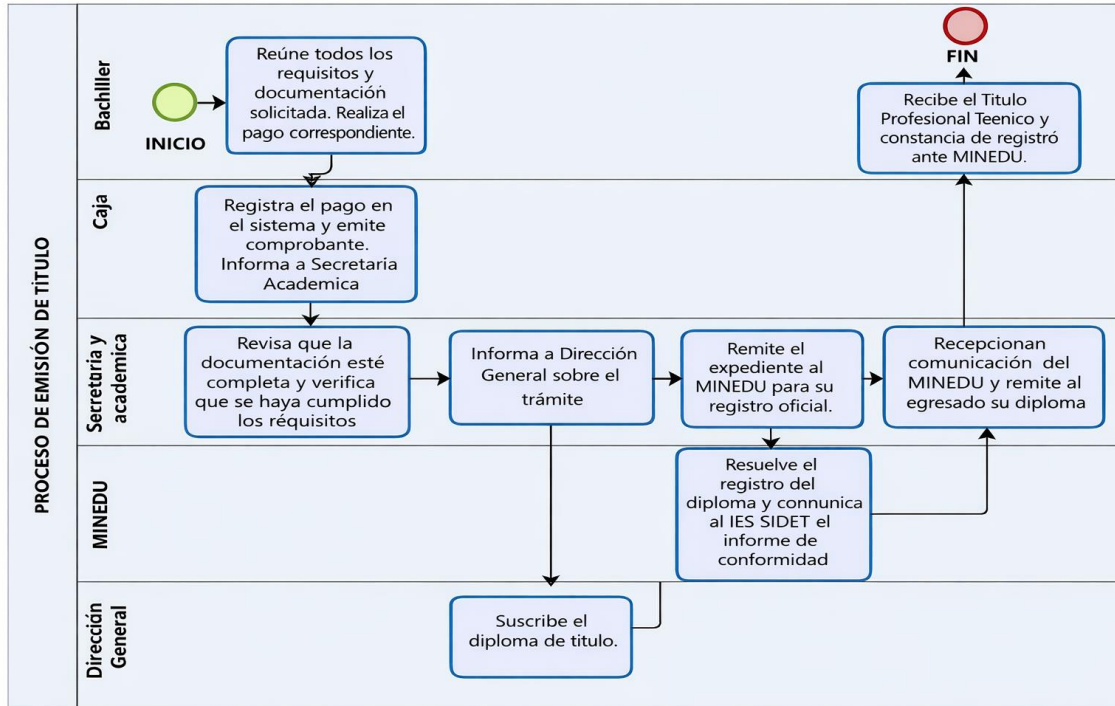 PROCESO DE EMISIÓN DE TÍTULO
Bachlller
INICIO
Reúne todos los
requisitos y
documentación
solicitada. Realiza el
pago correspondiente.
FIN
Recibe el Titulo
Profesional Teenico y
constancia de registró
ante MINEDU.
Caja
Registra el pago en
el sistema y emite
comprobante.
Informa a Secretaria
Academica
Secretaria y
academica
Revisa que la
documentación esté
completa y verifica
que se haya cumplido
los réquisitos
Informa a Dirección
General sobre el
trámite
Remite el
expediente al
MINEDU para su
registro oficial.
Recepcionan
comunicación del
MINEDU y remite al
egresado su diploma
MINEDU
Resuelve el
registro del
diploma y connunica
al IES SIDET el
informe de
conformidad
Dirección
General
Suscribe el
diploma de titulo.